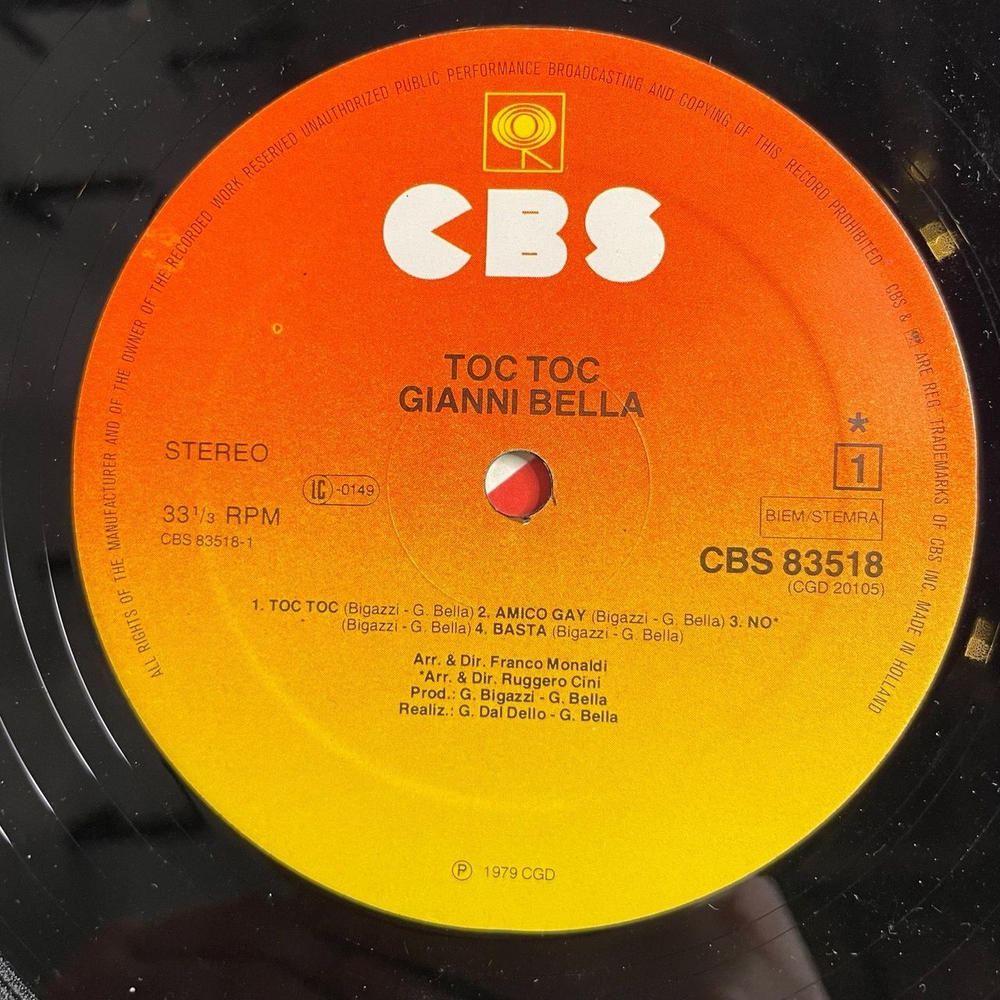 ALL RIGHTS OF THE MANUFACTURER AND OF THE OWNER OF THE RECORDED WORK RESERVED UNAUTHORIZED PUBLIC PERFORMANCE BROADCASTING AND COPYING OF THIS RECORD PROHIBITED CBS & ARE REG. TRADEMARKS OF CBS INC. MADE IN HOLLAND
CBS
TOC TOC
GIANNI BELLA
STEREO
LC-0149
33 1/3 RPM
CBS 83518-1
*
1
BIEM/STEMRA
CBS 83518
(CGD 20105)
1. TOC TOC (Bigazzi - G. Bella) 2. AMICO GAY (Bigazzi - G. Bella) 3. NO*
(Bigazzi - G. Bella) 4. BASTA (Bigazzi - G. Bella)
Arr. & Dir. Franco Monaldi
*Arr. & Dir. Ruggero Cini
Prod.: G. Bigazzi - G. Bella
Realiz.: G. Dal Dello - G. Bella
Ⓟ 1979 CGD